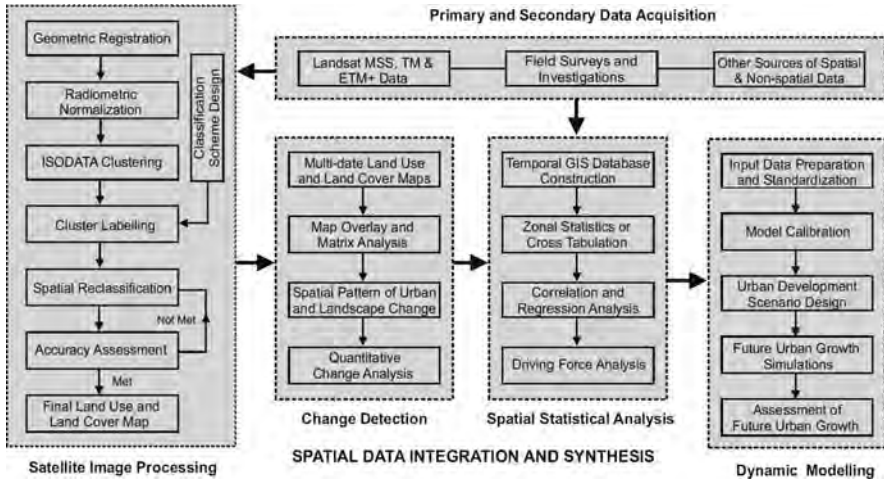 Primary and Secondary Data Acquisition
Landsat MSS, TM &
ETM+ Data
Field Surveys and
Investigations
Other Sources of Spatial
& Non-spatial Data
Geometric Registration
Radiometric
Normalization
ISODATA Clustering
Classification
Scheme Design
Cluster Labelling
Spatial Reclassification
Not Met
Accuracy Assessment
Met
Final Land Use and
Land Cover Map
Satellite Image Processing
Multi-date Land Use
and Land Cover Maps
Map Overlay and
Matrix Analysis
Spatial Pattern of Urban
and Landscape Change
Quantitative
Change Analysis
Change Detection
Temporal GIS Database
Construction
Zonal Statistics or
Cross Tabulation
Correlation and
Regression Analysis
Driving Force Analysis
Spatial Statistical Analysis
SPATIAL DATA INTEGRATION AND SYNTHESIS
Input Data Preparation
and Standardization
Model Calibration
Urban Development
Scenario Design
Future Urban Growth
Simulations
Assessment of
Future Urban Growth
Dynamic Modelling